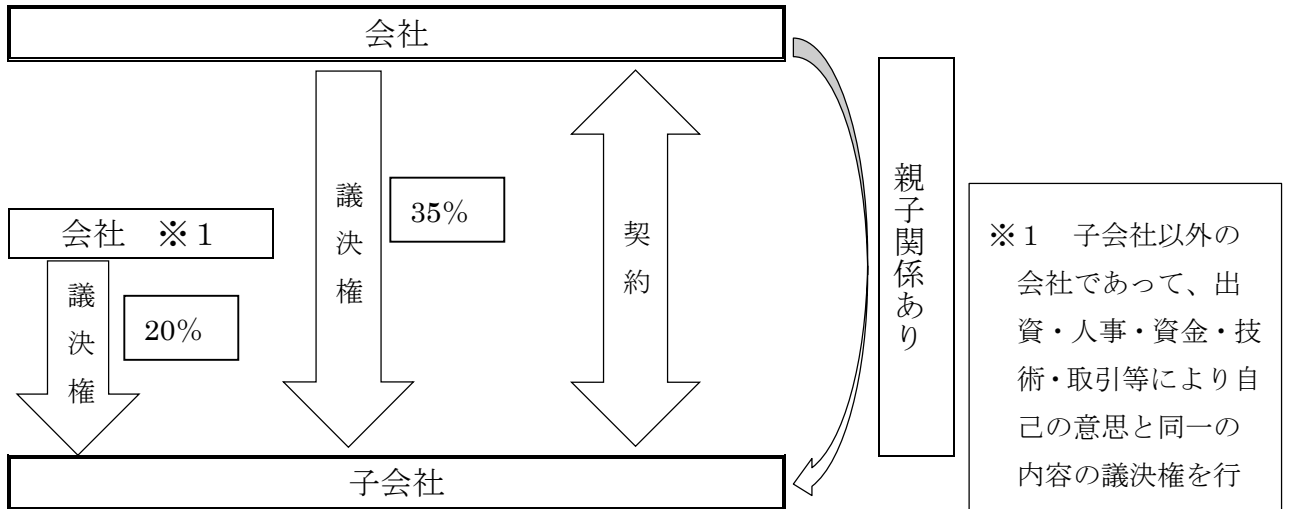 会社
議決権
35%
契約
親子関係あり
会社 ※1
議決権
20%
子会社
※1 子会社以外の
会社であって、出
資・人事・資金・技
術・取引等により自
己の意思と同一の
内容の議決権を行